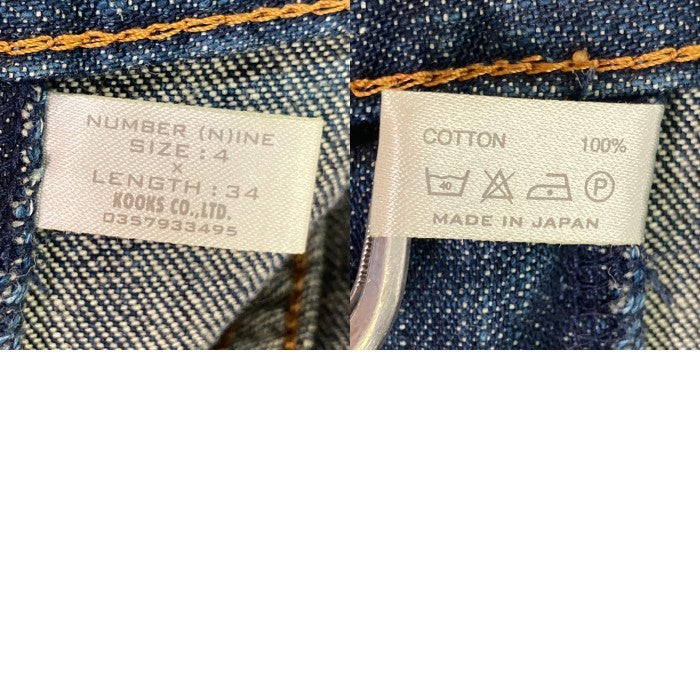 NUMBER (N)INE
SIZE : 4
x
LENGTH : 34
KOOKS CO.,LTD.
0357933495
COTTON 100%
40 P
MADE IN JAPAN